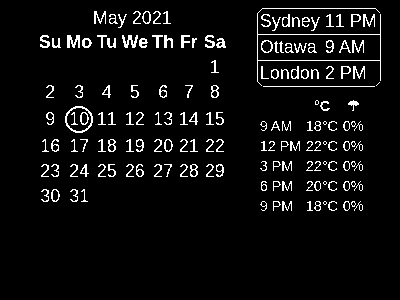 May 2021
Su Mo Tu We Th Fr Sa
1
2 3 4 5 6 7 8
9 10 11 12 13 14 15
16 17 18 19 20 21 22
23 24 25 26 27 28 29
30 31
Sydney 11 PM
Ottawa 9 AM
London 2 PM
°C ☂
9 AM 18°C 0%
12 PM 22°C 0%
3 PM 22°C 0%
6 PM 20°C 0%
9 PM 18°C 0%